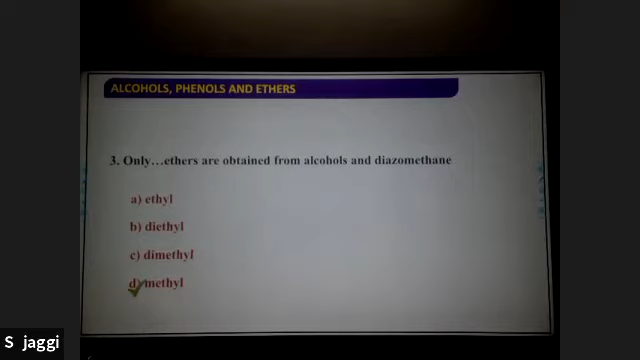 ALCOHOLS, PHENOLS AND ETHERS
3. Only...ethers are obtained from alcohols and diazomethane
a) ethyl
b) diethyl
c) dimethyl
d) methyl
S jaggi